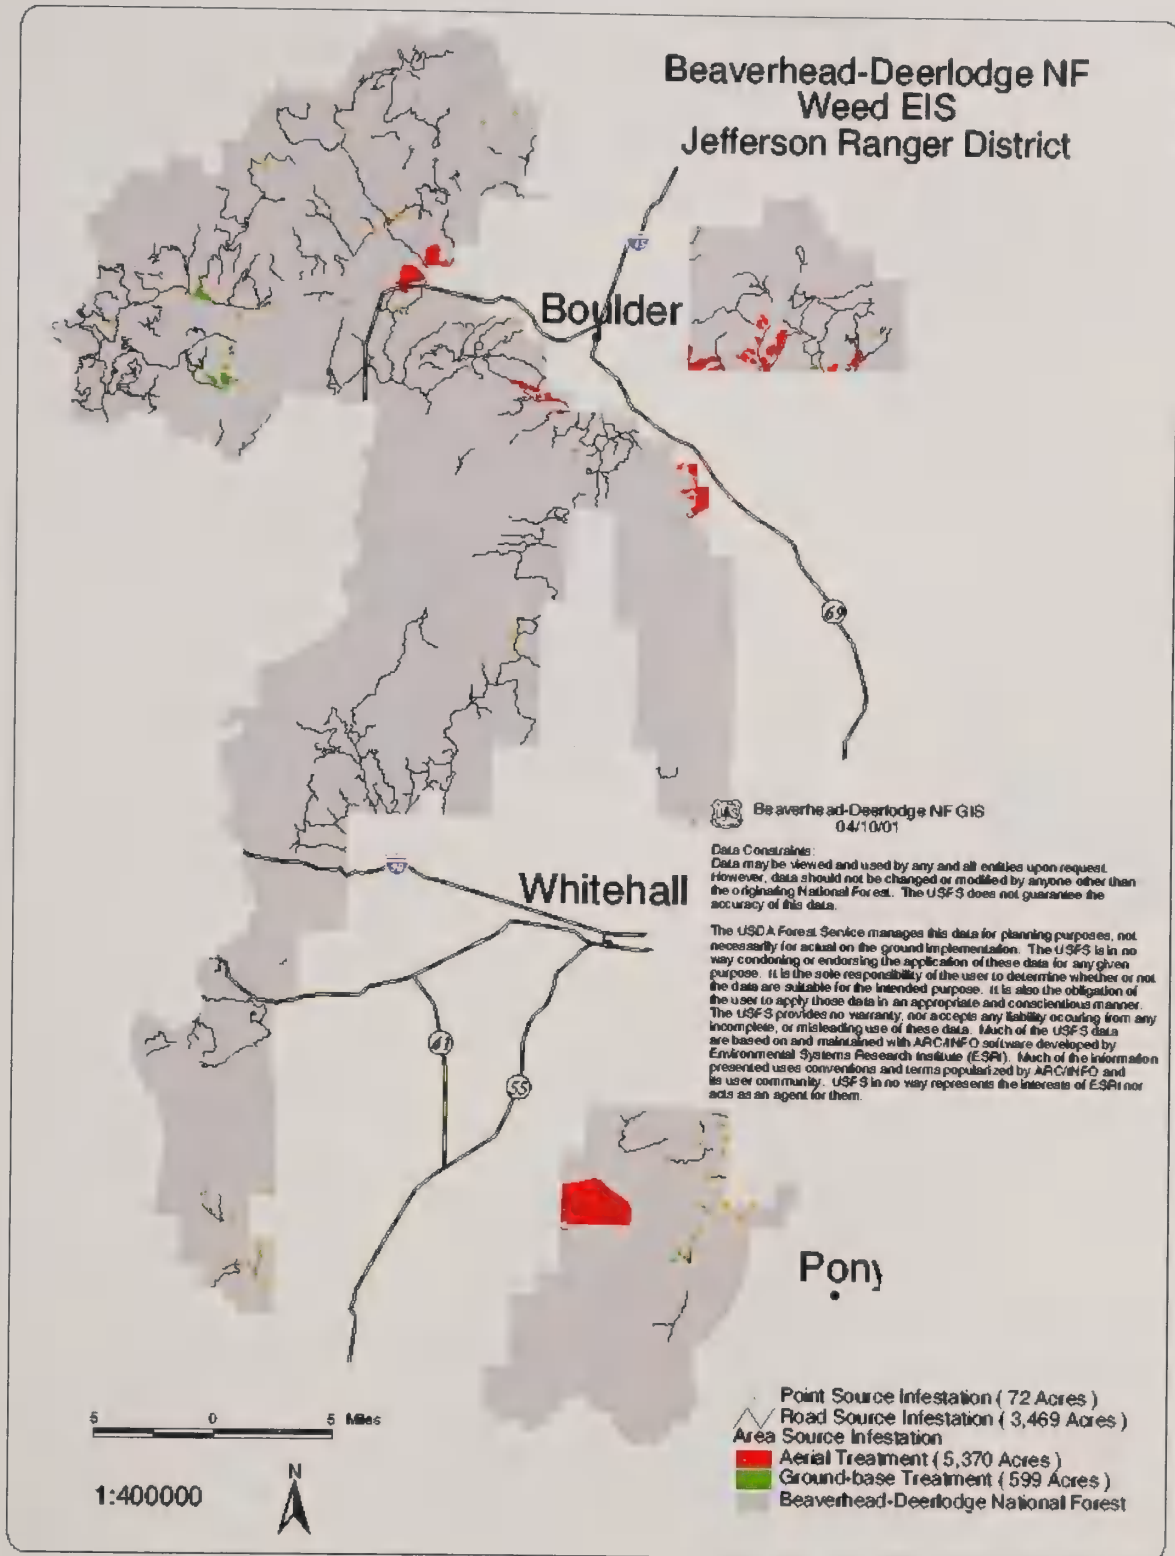 Beaverhead-Deerlodge NF
Weed EIS
Jefferson Ranger District
Boulder
69
Beaverhead-Deerlodge NF GIS
04/10/01
Data Constraints:
Data may be viewed and used by any and all entities upon request.
However, data should not be changed or modified by anyone other than
the originating National Forest. The USFS does not guarantee the
accuracy of this data.
The USDA Forest Service manages this data for planning purposes, not
necessarily for actual on the ground implementation. The USFS is in no
way condoning or endorsing the application of these data for any given
purpose. It is the sole responsibility of the user to determine whether or not
the data are suitable for the intended purpose. It is also the obligation of
the user to apply those data in an appropriate and conscientious manner.
The USFS provides no warranty, nor accepts any liability occuring from any
incomplete, or misleading use of these data. Much of the USFS data
are based on and maintained with ARC/INFO software developed by
Environmental Systems Research Institute (ESRI). Much of the information
presented uses conventions and terms popularized by ARC/INFO and
its user community. USFS in no way represents the interests of ESRI nor
acts as an agent for them.
Whitehall
41
55
Pony
Point Source Infestation ( 72 Acres )
Road Source Infestation ( 3,469 Acres )
Area Source Infestation
Aerial Treatment ( 5,370 Acres )
Ground-base Treatment ( 599 Acres )
Beaverhead-Deerlodge National Forest
5 0 5 Miles
1:400000
N